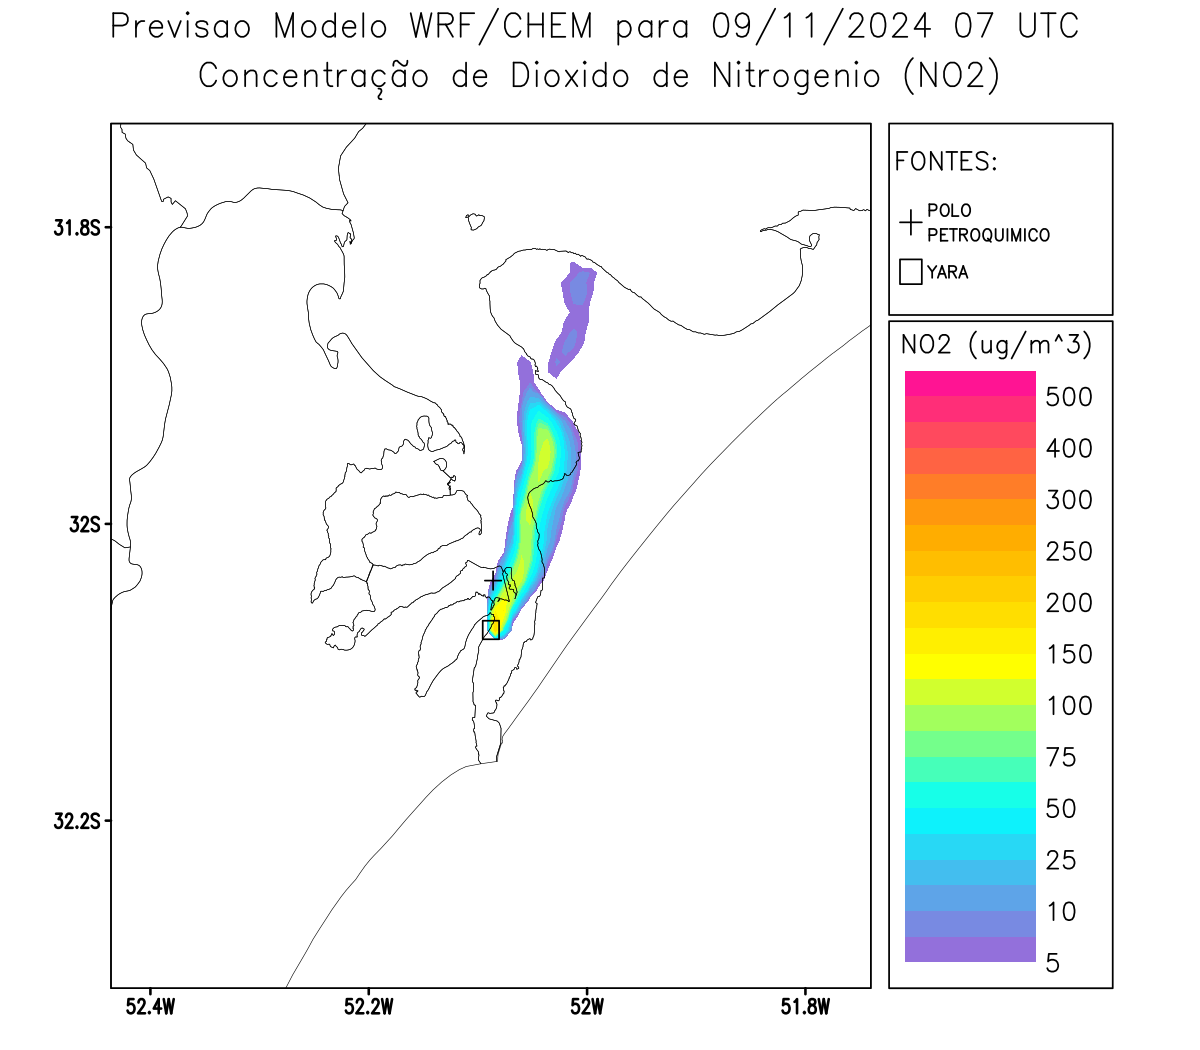 Previsao Modelo WRF/CHEM para 09/11/2024 07 UTC
Concentração de Dioxido de Nitrogenio (NO2)
FONTES:
POLO
PETROQUIMICO
YARA
NO2 (ug/m^3)
500
400
300
250
200
150
100
75
50
25
10
5
31.8S
32S
32.2S
52.4W
52.2W
52W
51.8W